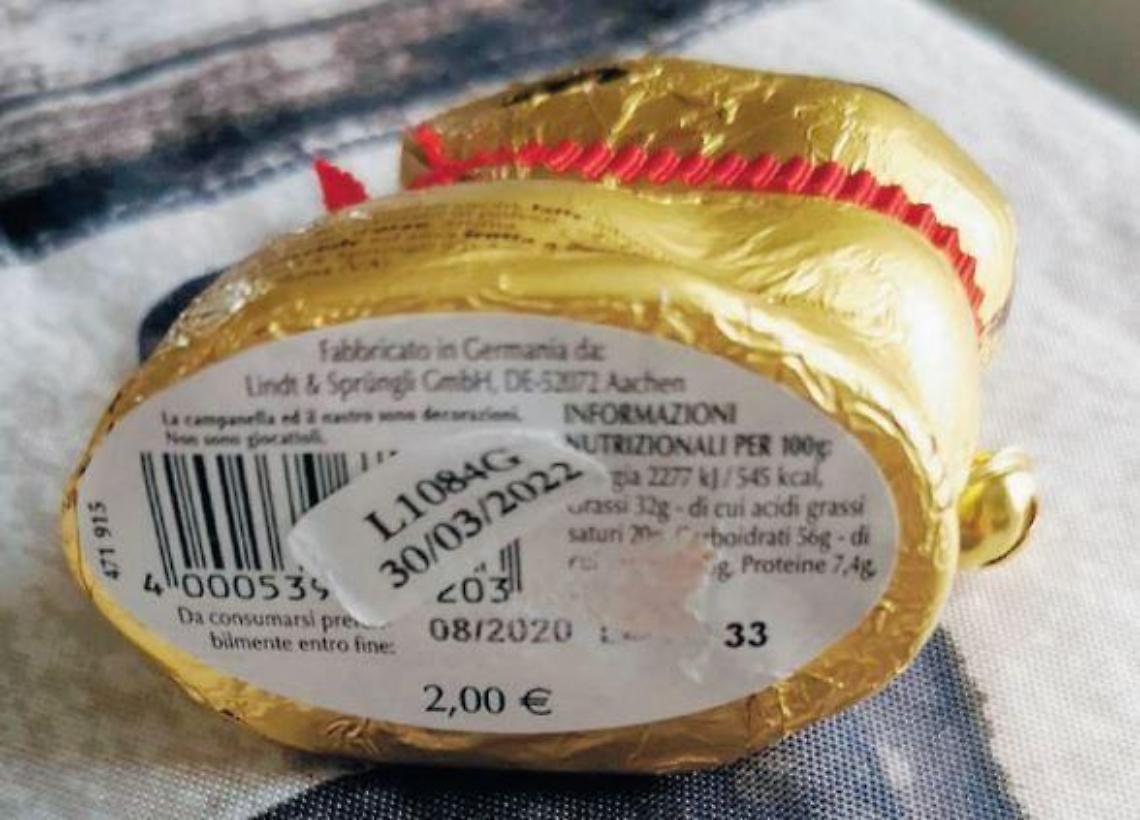 Fabbricato in Germania da:
Lindt & Sprüngli GmbH, DE-52072 Aachen
La campanella ed il nastro sono decorazioni.
Non sono giocattoli.
INFORMAZIONI
NUTRIZIONALI PER 100g:
gia 2277 kJ / 545 kcal,
Grassi 32g - di cui acidi grassi
saturi 20g Carboidrati 56g - di
g, Proteine 7,4g,
471 915
L1084G
30/03/2022
4 000539 203
Da consumarsi pre
bilmente entro fine:
08/2020
33
2,00 €